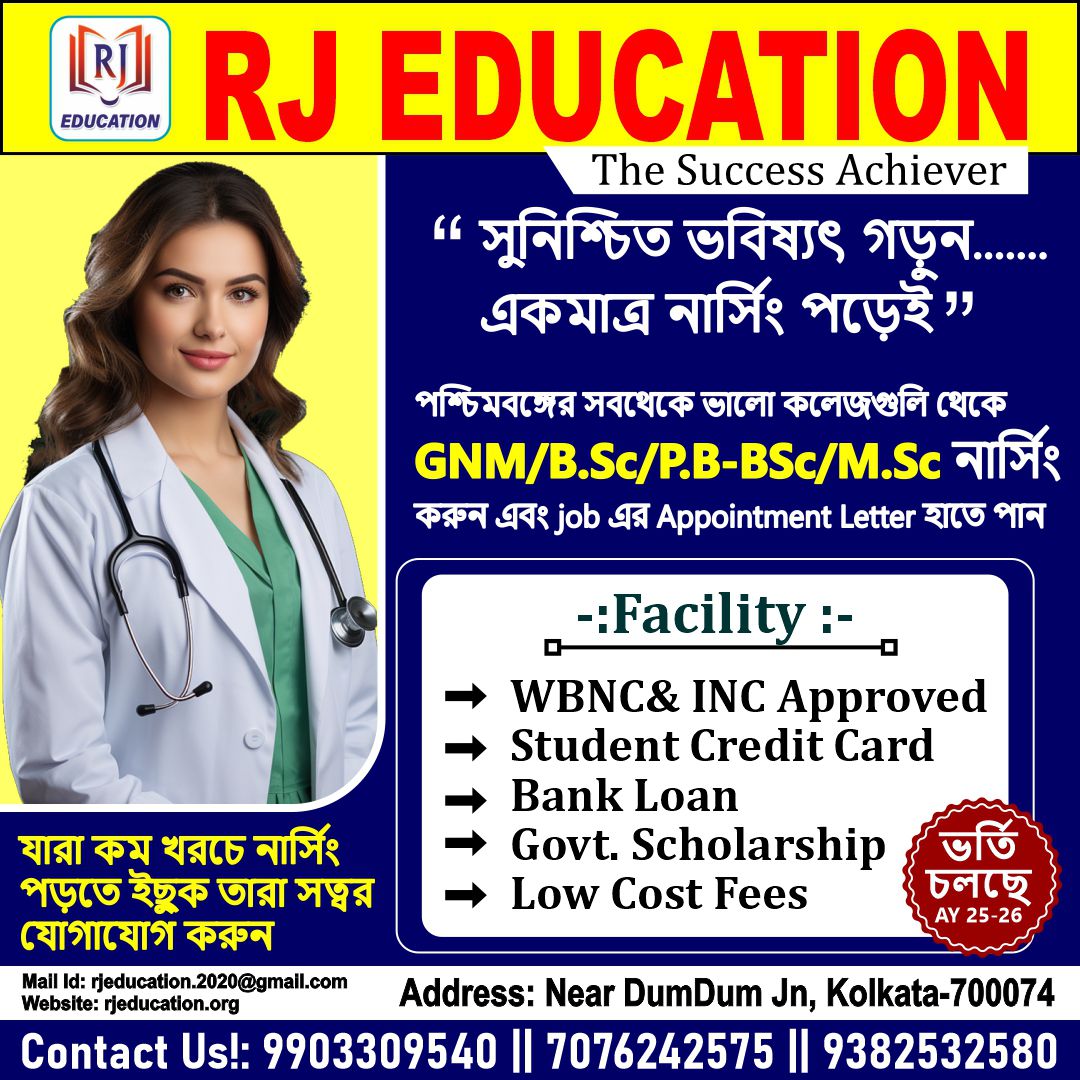 RJ
EDUCATION
RJ EDUCATION
The Success Achiever
“ সুনিশ্চিত ভবিষ্যৎ গড়ুন.......
একমাত্র নার্সিং পড়েই ”
পশ্চিমবঙ্গের সবথেকে ভালো কলেজগুলি থেকে
GNM/B.Sc/P.B-BSc/M.Sc নার্সিং
করুন এবং job এর Appointment Letter হাতে পান
-:Facility :-
➞ WBNC& INC Approved
➞ Student Credit Card
➞ Bank Loan
➞ Govt. Scholarship
➞ Low Cost Fees
ভর্তি
চলছে
AY 25-26
যারা কম খরচে নার্সিং
পড়তে ইছুক তারা সত্বর
যোগাযোগ করুন
Mail Id: rjeducation.2020@gmail.com
Website: rjeducation.org
Address: Near DumDum Jn, Kolkata-700074
Contact Us!: 9903309540 || 7076242575 || 9382532580